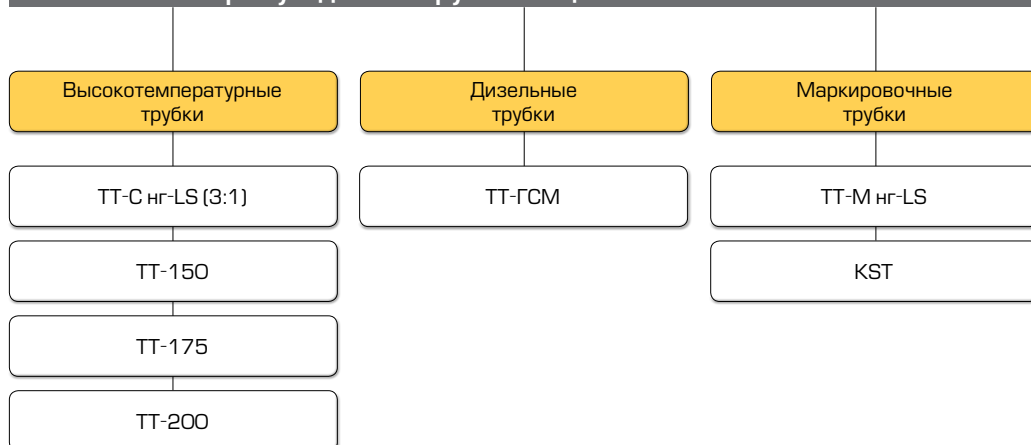 Высокотемпературные
трубки
ТТ-С нг-LS (3:1)
ТТ-150
ТТ-175
ТТ-200
Дизельные
трубки
ТТ-ГСМ
Маркировочные
трубки
ТТ-М нг-LS
KST